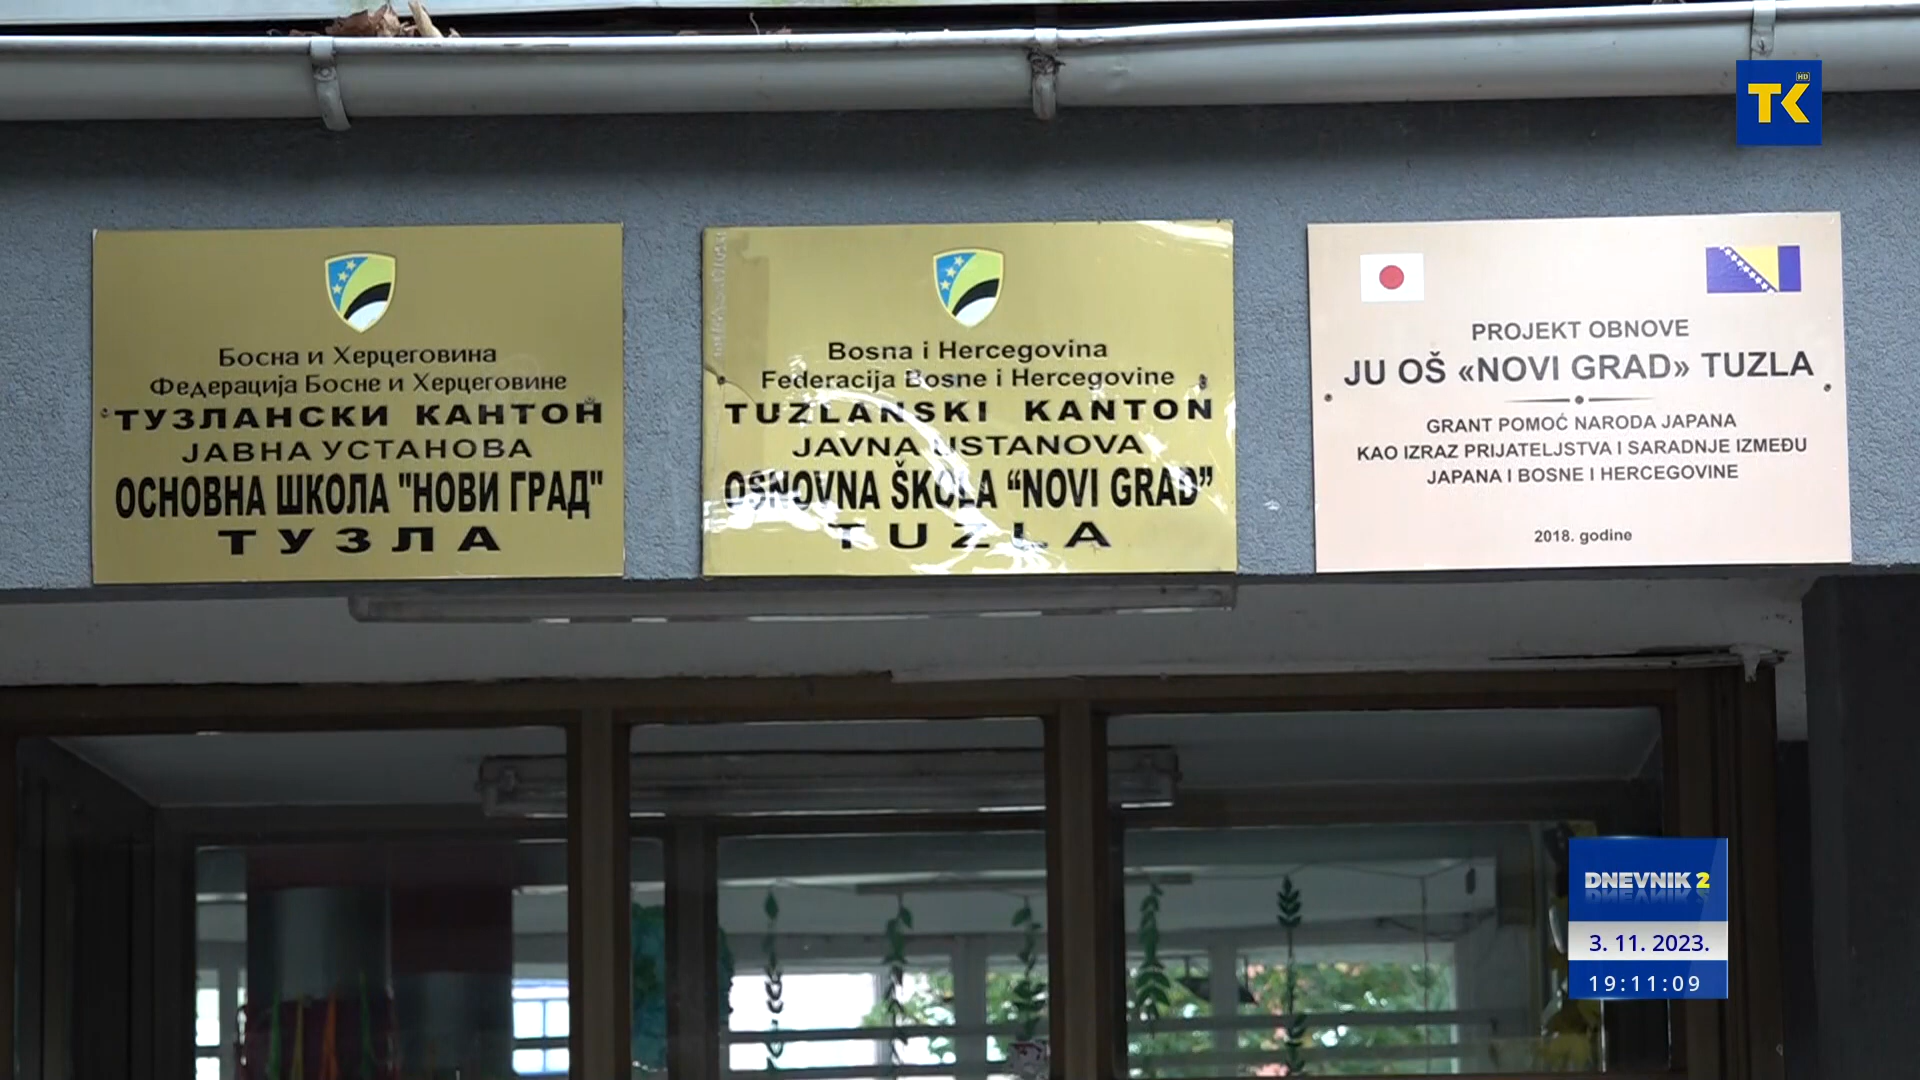 TK HD
Босна и Херцеговина
Федерација Босне и Херцеговине
ТУЗЛАНСКИ КАНТОН
ЈАВНА УСТАНОВА
ОСНОВНА ШКОЛА "НОВИ ГРАД"
ТУЗЛА
Bosna i Hercegovina
Federacija Bosne i Hercegovine
TUZLANSKI KANTON
JAVNA USTANOVA
OSNOVNA ŠKOLA “NOVI GRAD”
TUZLA
PROJEKT OBNOVE
JU OŠ «NOVI GRAD» TUZLA
GRANT POMOĆ NARODA JAPANA
KAO IZRAZ PRIJATELJSTVA I SARADNJE IZMEĐU
JAPANA I BOSNE I HERCEGOVINE
2018. godine
DNEVNIK 2
3. 11. 2023.
19:11:09